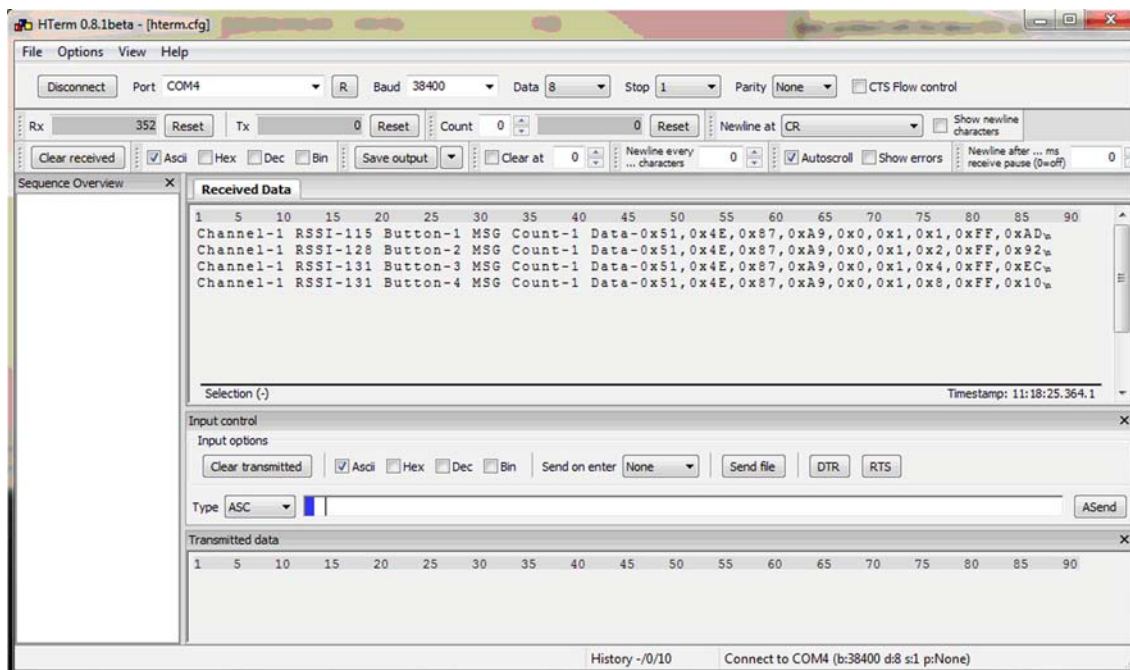 HTerm 0.8.1beta - [hterm.cfg]
File Options View Help
Disconnect Port COM4 R Baud 38400 Data 8 Stop 1 Parity None CTS Flow control
Rx 352 Reset Tx 0 Reset Count 0 0 Reset Newline at CR Show newline characters
Clear received Ascii Hex Dec Bin Save output Clear at 0 Newline every ... characters 0 Autoscroll Show errors Newline after ... ms receive pause (0=off) 0
Sequence Overview X
Received Data
1 5 10 15 20 25 30 35 40 45 50 55 60 65 70 75 80 85 90
Channel-1 RSSI-115 Button-1 MSG Count-1 Data-0x51,0x4E,0x87,0xA9,0x0,0x1,0x1,0xFF,0xAD\n
Channel-1 RSSI-128 Button-2 MSG Count-1 Data-0x51,0x4E,0x87,0xA9,0x0,0x1,0x2,0xFF,0x92\n
Channel-1 RSSI-131 Button-3 MSG Count-1 Data-0x51,0x4E,0x87,0xA9,0x0,0x1,0x4,0xFF,0xEC\n
Channel-1 RSSI-131 Button-4 MSG Count-1 Data-0x51,0x4E,0x87,0xA9,0x0,0x1,0x8,0xFF,0x10\n
Selection (-) Timestamp: 11:18:25.364.1
Input control
Input options
Clear transmitted Ascii Hex Dec Bin Send on enter None Send file DTR RTS
Type ASC ASend
Transmitted data
1 5 10 15 20 25 30 35 40 45 50 55 60 65 70 75 80 85 90
History -/0/10 Connect to COM4 (b:38400 d:8 s:1 p:None)